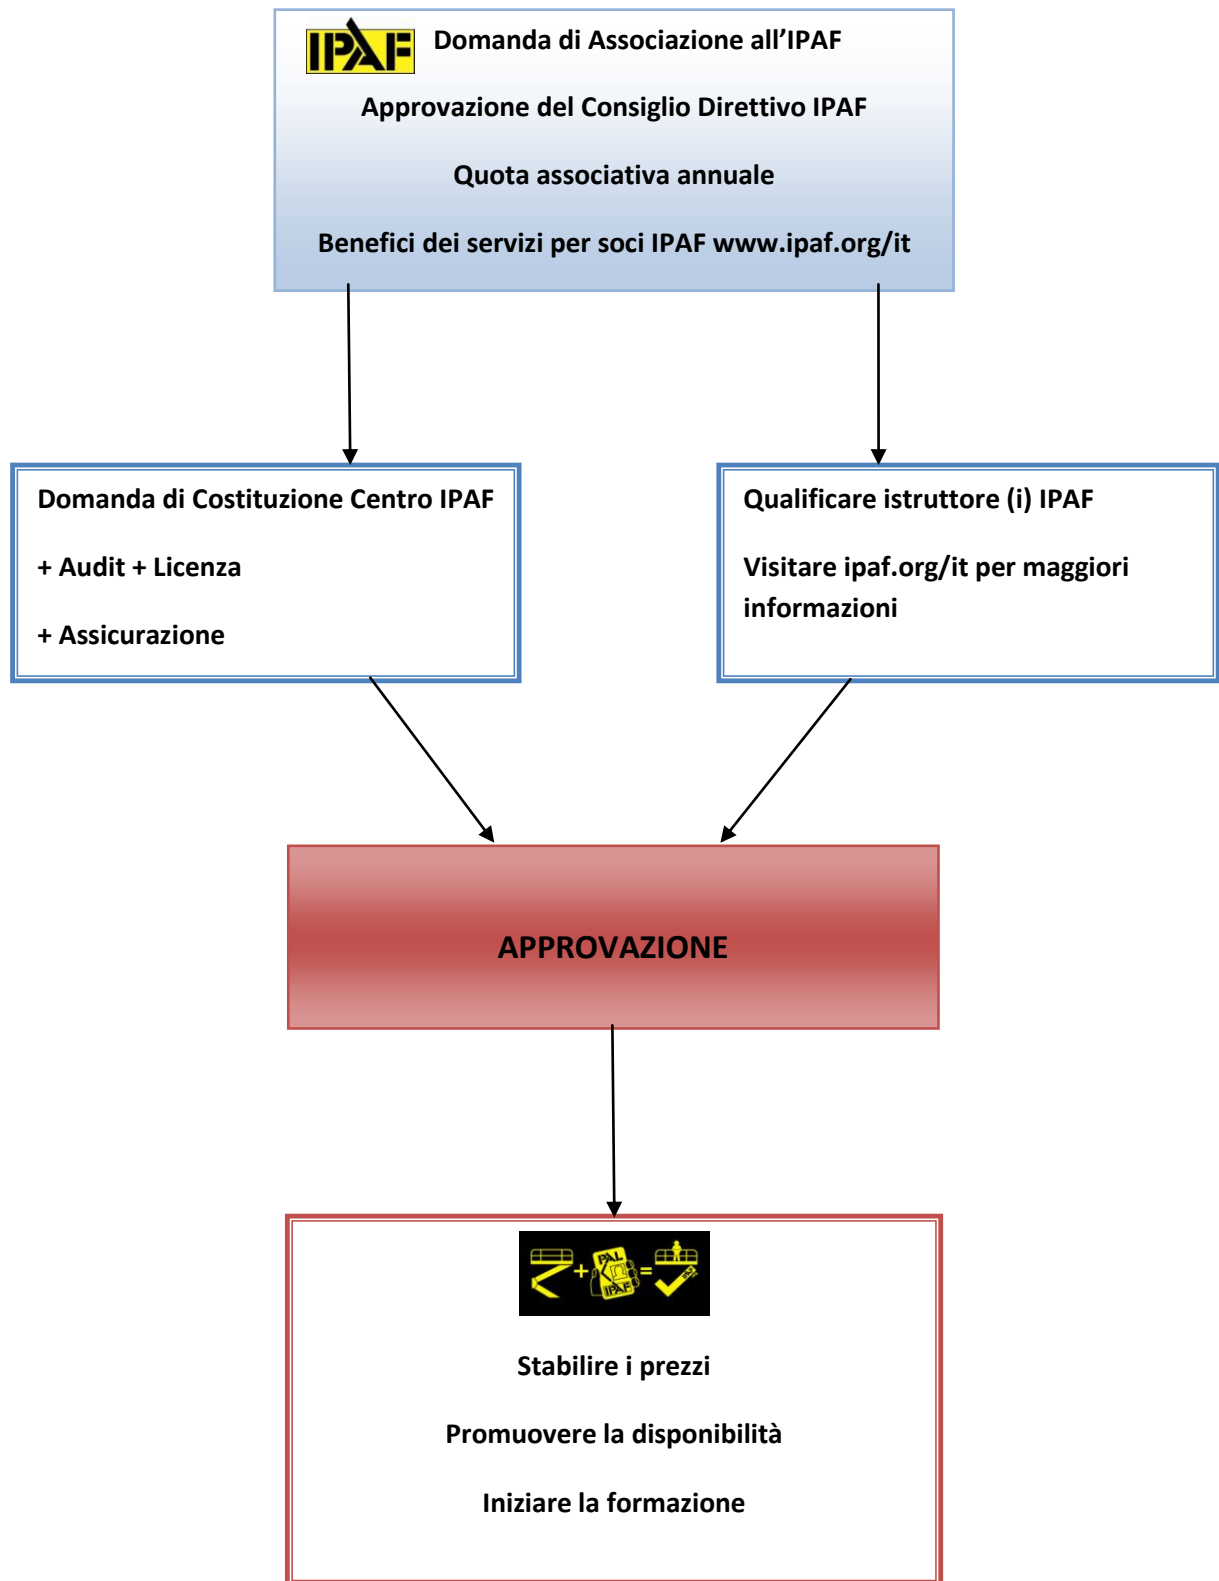 IPAF
Domanda di Associazione all’IPAF
Approvazione del Consiglio Direttivo IPAF
Quota associativa annuale
Benefici dei servizi per soci IPAF www.ipaf.org/it
Domanda di Costituzione Centro IPAF
+ Audit + Licenza
+ Assicurazione
Qualificare istruttore (i) IPAF
Visitare ipaf.org/it per maggiori
informazioni
APPROVAZIONE
+ PAL IPAF = IPAF
Stabilire i prezzi
Promuovere la disponibilità
Iniziare la formazione